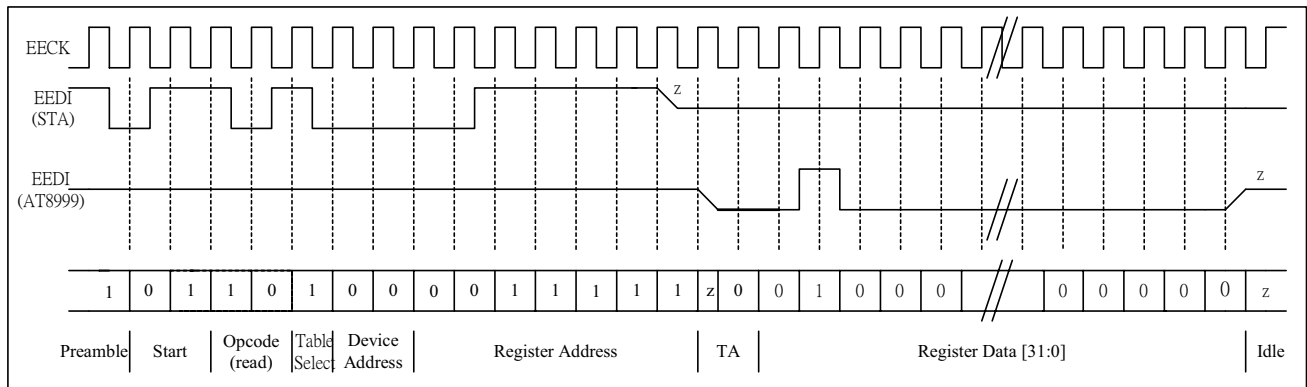 EECK
EEDI
(STA)
z
EEDI
(AT8999)
z
1 0 1 1 0 1 0 0 0 0 1 1 1 1 1 z 0 0 1 0 0 0 0 0 0 0 0 z
Preamble Start Opcode (read) Table Select Device Address Register Address TA Register Data [31:0] Idle